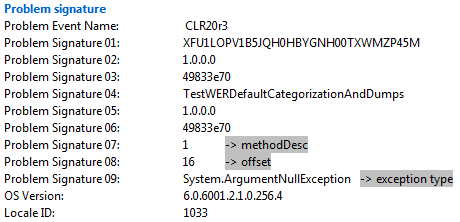 Problem signature
Problem Event Name: CLR20r3
Problem Signature 01: XFU1LOPV1B5JQH0HBYGNH00TXWMZP45M
Problem Signature 02: 1.0.0.0
Problem Signature 03: 49833e70
Problem Signature 04: TestWERDefaultCategorizationAndDumps
Problem Signature 05: 1.0.0.0
Problem Signature 06: 49833e70
Problem Signature 07: 1 -> methodDesc
Problem Signature 08: 16 -> offset
Problem Signature 09: System.ArgumentNullException -> exception type
OS Version: 6.0.6001.2.1.0.256.4
Locale ID: 1033